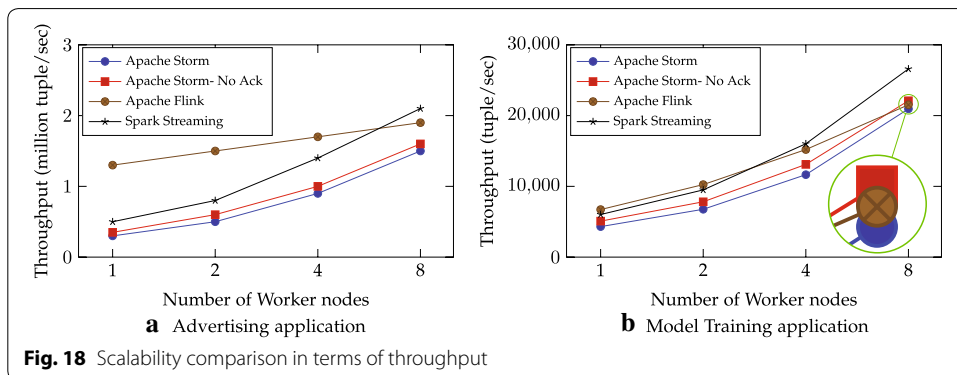 Throughput (million tuple/sec)
3
2
1
0
Apache Storm
Apache Storm- No Ack
Apache Flink
Spark Streaming
1 2 4 8
Number of Worker nodes
a Advertising application
Throughput (tuple/sec)
30,000
20,000
10,000
0
Apache Storm
Apache Storm- No Ack
Apache Flink
Spark Streaming
1 2 4 8
Number of Worker nodes
b Model Training application
Fig. 18 Scalability comparison in terms of throughput